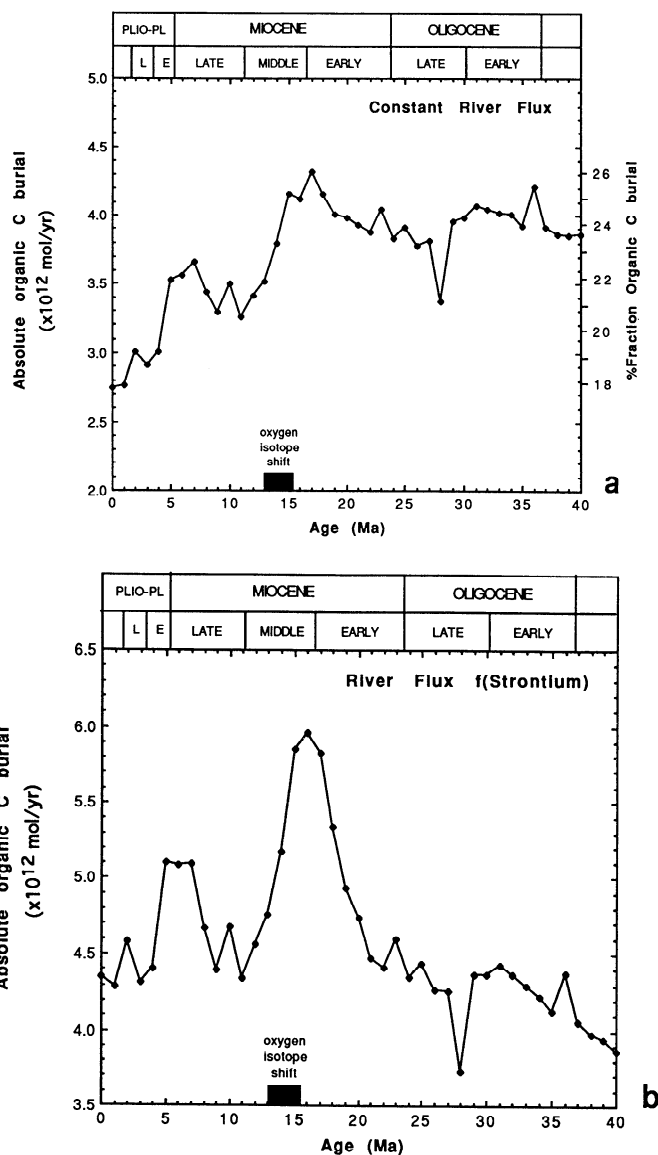 PLIO-PL MIOCENE OLIGOCENE
L E LATE MIDDLE EARLY LATE EARLY
Constant River Flux
5.0
4.5
4.0
3.5
3.0
2.5
2.0
Absolute organic C burial
(x10¹² mol/yr)
26
24
22
20
18
%Fraction Organic C burial
oxygen
isotope
shift
0 5 10 15 20 25 30 35 40
Age (Ma)
a
PLIO-PL MIOCENE OLIGOCENE
L E LATE MIDDLE EARLY LATE EARLY
River Flux f(Strontium)
6.5
6.0
5.5
5.0
4.5
4.0
3.5
Absolute organic C burial
(x10¹² mol/yr)
oxygen
isotope
shift
0 5 10 15 20 25 30 35 40
Age (Ma)
b